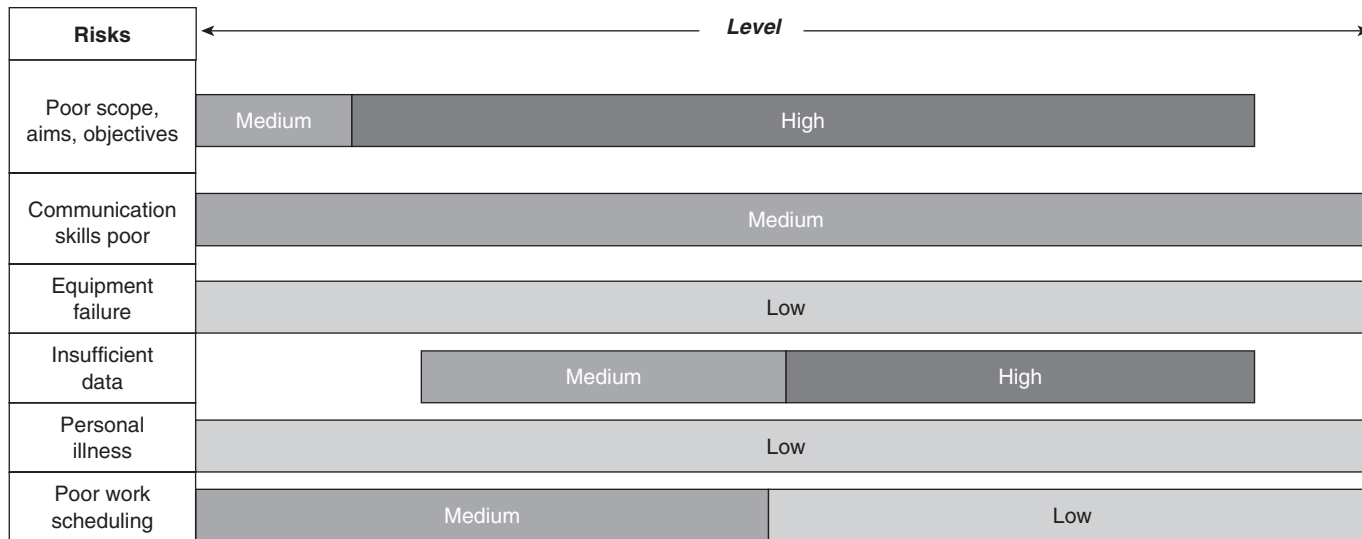 Risks
Level
Poor scope,
aims, objectives
Medium
High
Communication
skills poor
Medium
Equipment
failure
Low
Insufficient
data
Medium
High
Personal
illness
Low
Poor work
scheduling
Medium
Low